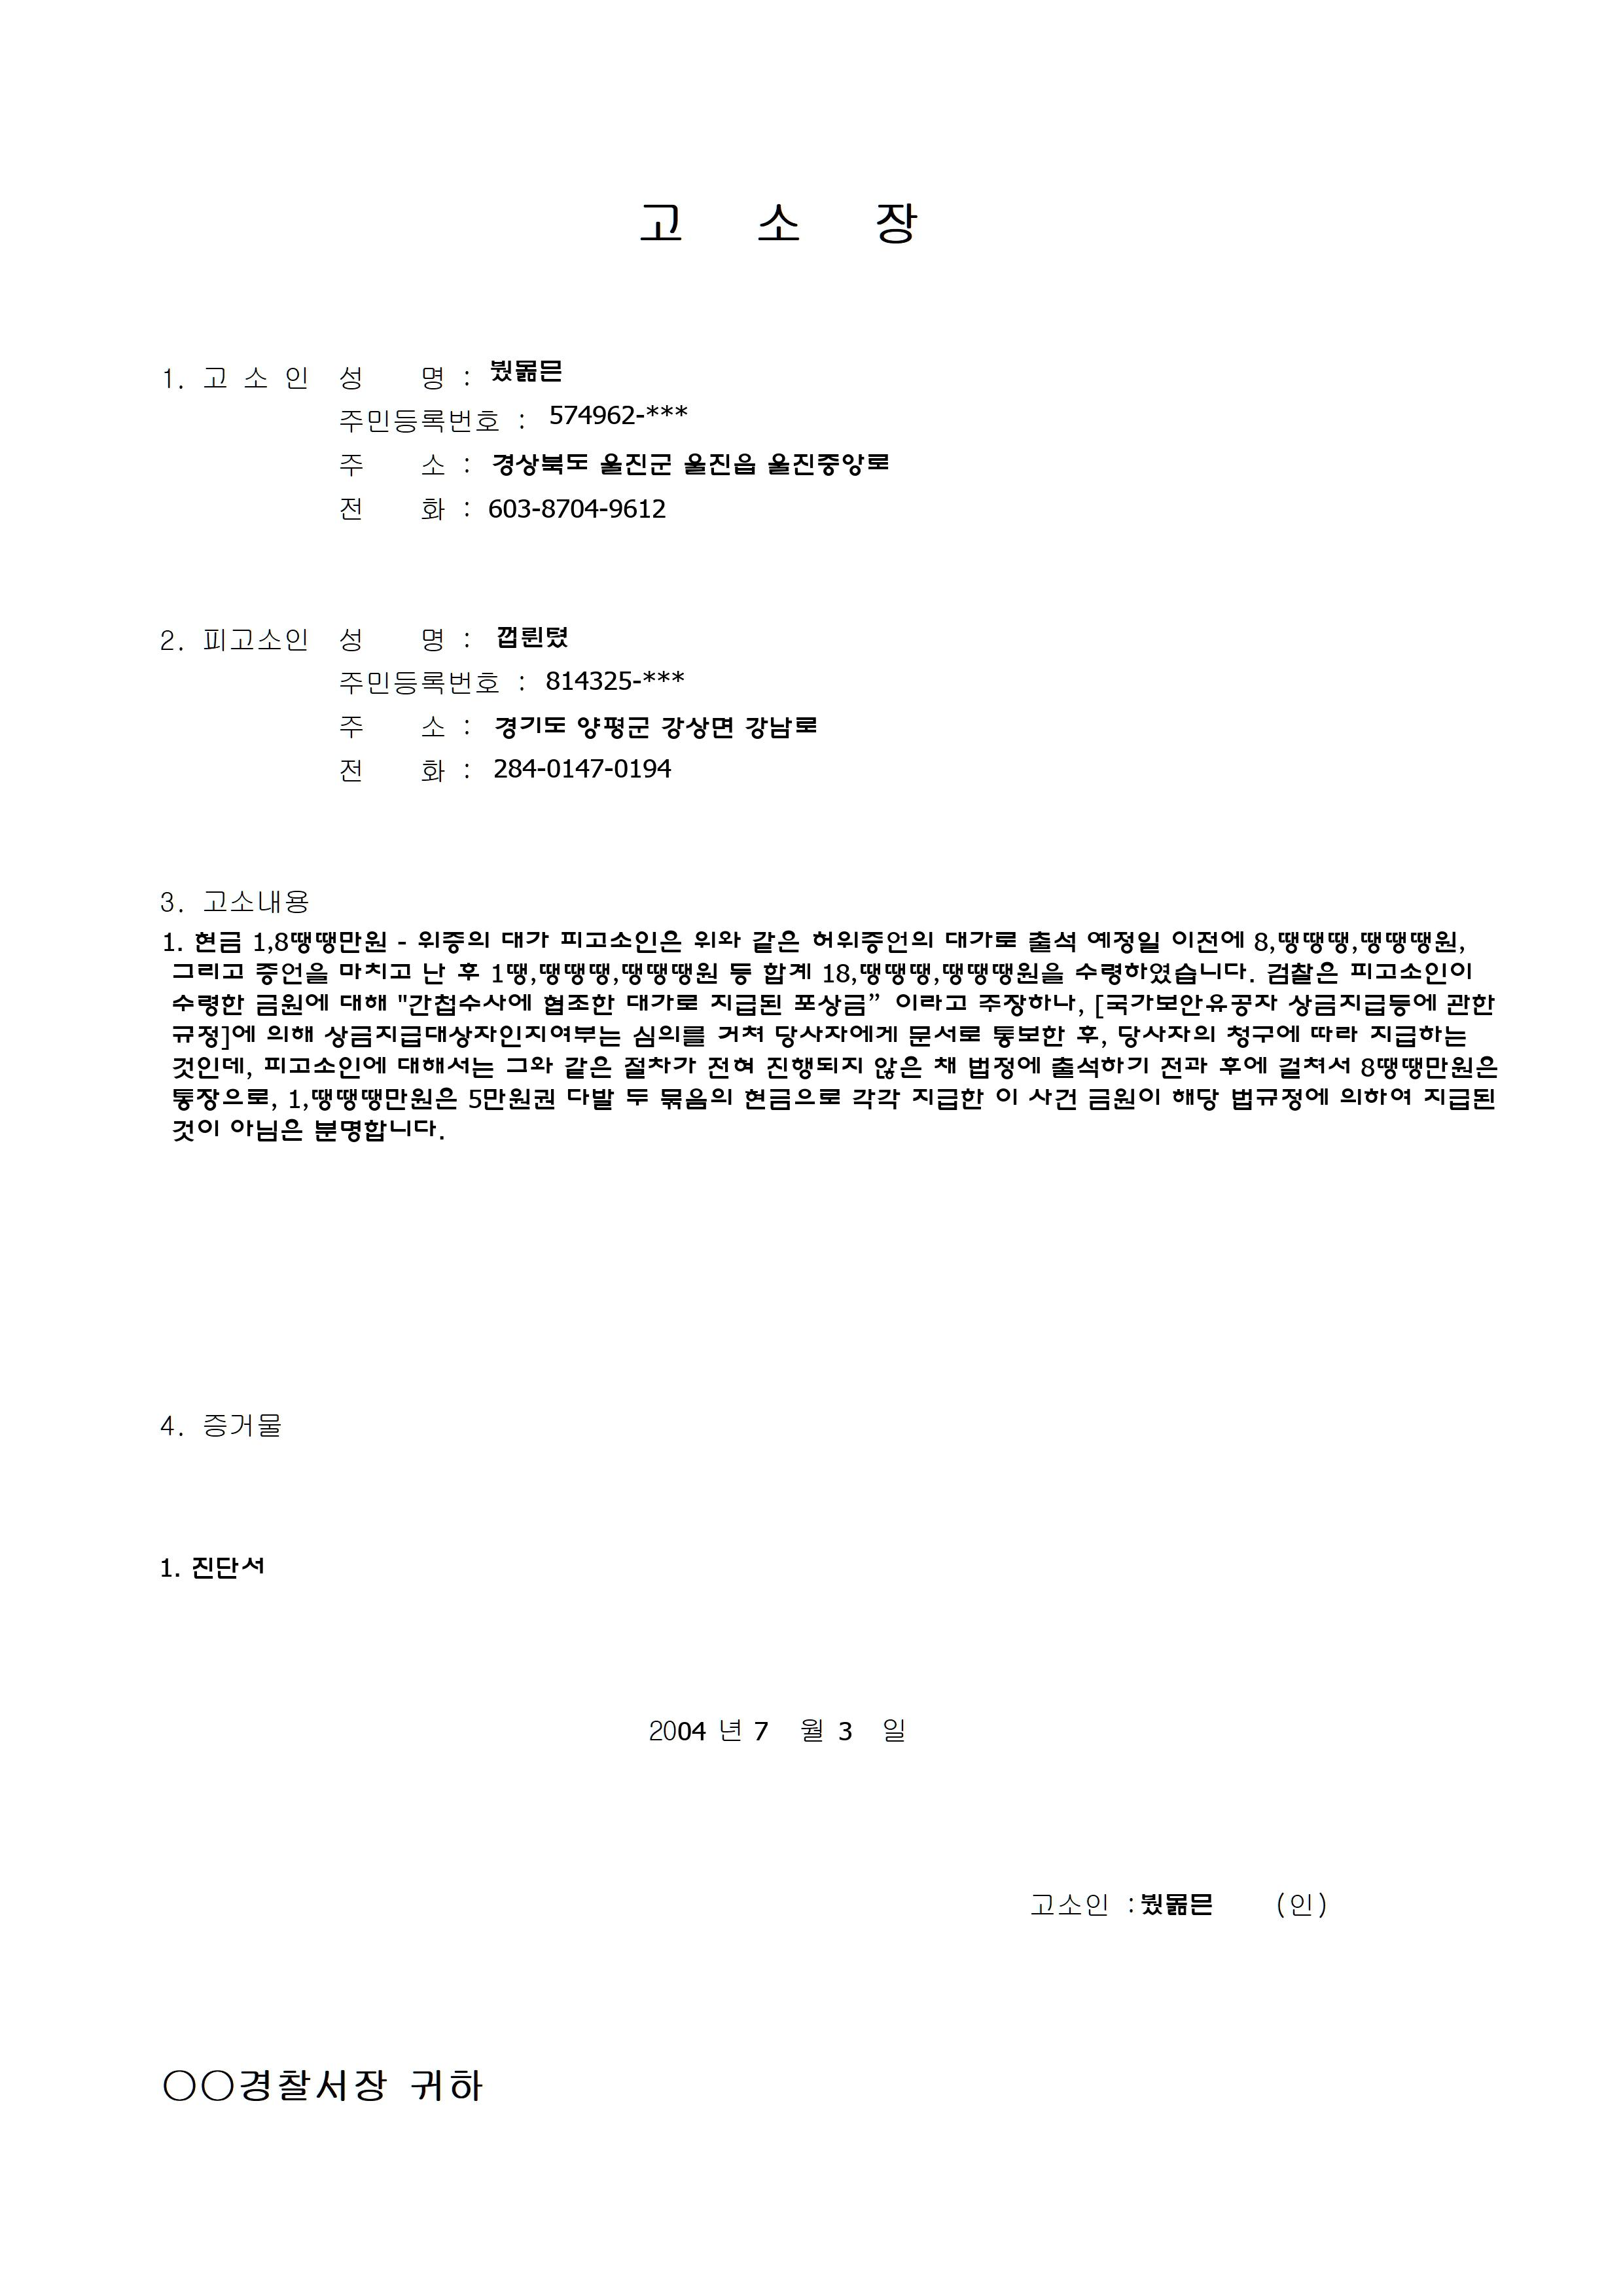 고 소 장
1. 고 소 인 성 명 : 붰몲믄
주민등록번호 : 574962-***
주 소 : 경상북도 울진군 울진읍 울진중앙로
전 화 : 603-8704-9612
2. 피고소인 성 명 : 껍륀텼
주민등록번호 : 814325-***
주 소 : 경기도 양평군 강상면 강남로
전 화 : 284-0147-0194
3. 고소내용
1. 현금 1,8땡땡만원 - 위증의 대가 피고소인은 위와 같은 허위증언의 대가로 출석 예정일 이전에 8,땡땡땡,땡땡땡원,
그리고 증언을 마치고 난 후 1땡,땡땡땡,땡땡땡원 등 합계 18,땡땡땡,땡땡땡원을 수령하였습니다. 검찰은 피고소인이
수령한 금원에 대해 "간첩수사에 협조한 대가로 지급된 포상금” 이라고 주장하나, [국가보안유공자 상금지급등에 관한
규정]에 의해 상금지급대상자인지여부는 심의를 거쳐 당사자에게 문서로 통보한 후, 당사자의 청구에 따라 지급하는
것인데, 피고소인에 대해서는 그와 같은 절차가 전혀 진행되지 않은 채 법정에 출석하기 전과 후에 걸쳐서 8땡땡만원은
통장으로, 1,땡땡땡만원은 5만원권 다발 두 묶음의 현금으로 각각 지급한 이 사건 금원이 해당 법규정에 의하여 지급된
것이 아님은 분명합니다.
4. 증거물
1. 진단서
2004 년 7 월 3 일
고소인 : 붰몲믄 (인)
○○경찰서장 귀하